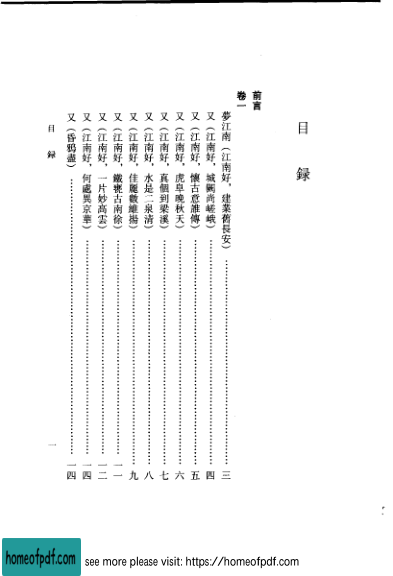 目錄
前言
卷一
夢江南（江南好，建業舊長安）……三
又（江南好，城闕尚嵯峨）……四
又（江南好，懷古意誰傳）……五
又（江南好，虎阜晚秋天）……六
又（江南好，真個到梁溪）……七
又（江南好，水是二泉清）……八
又（江南好，佳麗數維揚）……九
又（江南好，鐵甕古南徐）……一一
又（江南好，一片妙高雲）……一二
又（江南好，何處異京華）……一四
又（昏鴉盡）……一四
目錄
一
homeofpdf.com
see more please visit: https://homeofpdf.com